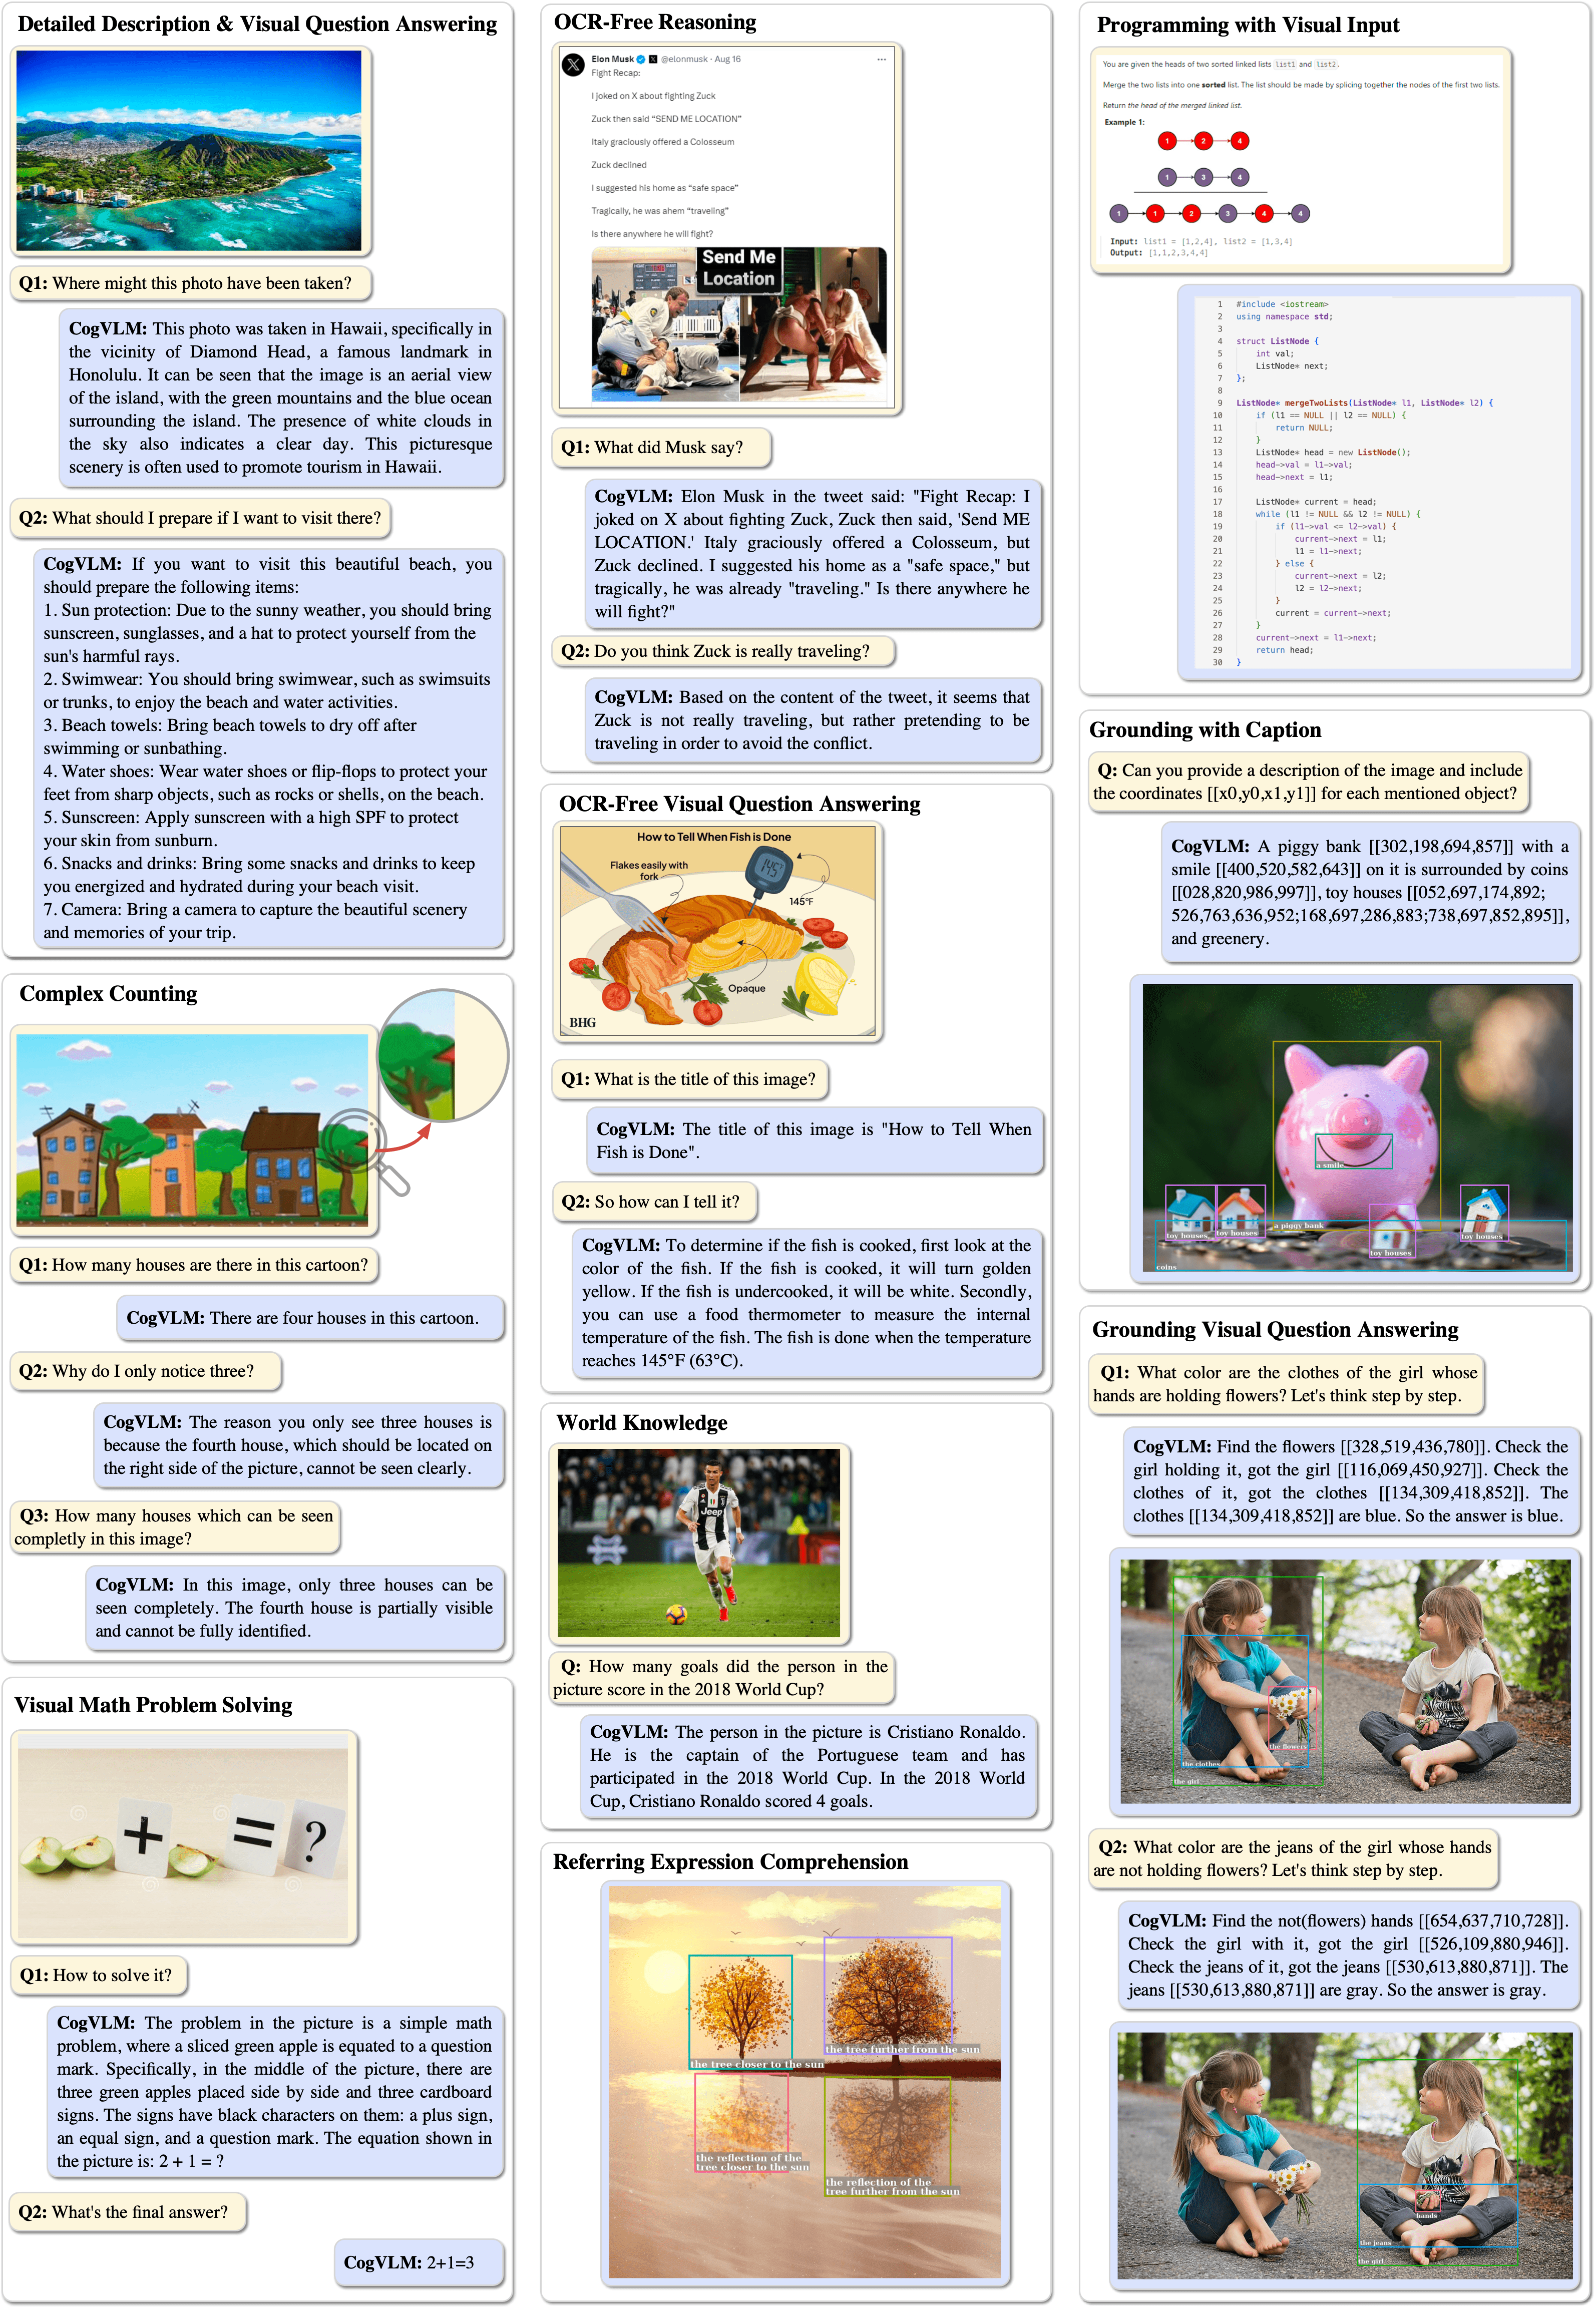 Detailed Description & Visual Question Answering
Q1: Where might this photo have been taken?
CogVLM: This photo was taken in Hawaii, specifically in
the vicinity of Diamond Head, a famous landmark in
Honolulu. It can be seen that the image is an aerial view
of the island, with the green mountains and the blue ocean
surrounding the island. The presence of white clouds in
the sky also indicates a clear day. This picturesque
scenery is often used to promote tourism in Hawaii.
Q2: What should I prepare if I want to visit there?
CogVLM: If you want to visit this beautiful beach, you
should prepare the following items:
1. Sun protection: Due to the sunny weather, you should bring
sunscreen, sunglasses, and a hat to protect yourself from the
sun's harmful rays.
2. Swimwear: You should bring swimwear, such as swimsuits
or trunks, to enjoy the beach and water activities.
3. Beach towels: Bring beach towels to dry off after
swimming or sunbathing.
4. Water shoes: Wear water shoes or flip-flops to protect your
feet from sharp objects, such as rocks or shells, on the beach.
5. Sunscreen: Apply sunscreen with a high SPF to protect
your skin from sunburn.
6. Snacks and drinks: Bring some snacks and drinks to keep
you energized and hydrated during your beach visit.
7. Camera: Bring a camera to capture the beautiful scenery
and memories of your trip.
Complex Counting
Q1: How many houses are there in this cartoon?
CogVLM: There are four houses in this cartoon.
Q2: Why do I only notice three?
CogVLM: The reason you only see three houses is
because the fourth house, which should be located on
the right side of the picture, cannot be seen clearly.
Q3: How many houses which can be seen
completly in this image?
CogVLM: In this image, only three houses can be
seen completely. The fourth house is partially visible
and cannot be fully identified.
Visual Math Problem Solving
+ = ?
Q1: How to solve it?
CogVLM: The problem in the picture is a simple math
problem, where a sliced green apple is equated to a question
mark. Specifically, in the middle of the picture, there are
three green apples placed side by side and three cardboard
signs. The signs have black characters on them: a plus sign,
an equal sign, and a question mark. The equation shown in
the picture is: 2 + 1 = ?
Q2: What's the final answer?
CogVLM: 2+1=3
OCR-Free Reasoning
Elon Musk @elonmusk · Aug 16
Fight Recap:
I joked on X about fighting Zuck
Zuck then said “SEND ME LOCATION”
Italy graciously offered a Colosseum
Zuck declined
I suggested his home as “safe space”
Tragically, he was ahem “traveling”
Is there anywhere he will fight?
Send Me
Location
Q1: What did Musk say?
CogVLM: Elon Musk in the tweet said: "Fight Recap: I
joked on X about fighting Zuck, Zuck then said, 'Send ME
LOCATION.' Italy graciously offered a Colosseum, but
Zuck declined. I suggested his home as a "safe space," but
tragically, he was already "traveling." Is there anywhere he
will fight?"
Q2: Do you think Zuck is really traveling?
CogVLM: Based on the content of the tweet, it seems that
Zuck is not really traveling, but rather pretending to be
traveling in order to avoid the conflict.
OCR-Free Visual Question Answering
How to Tell When Fish is Done
Flakes easily with
fork
145°F
145°F
Opaque
BHG
Q1: What is the title of this image?
CogVLM: The title of this image is "How to Tell When
Fish is Done".
Q2: So how can I tell it?
CogVLM: To determine if the fish is cooked, first look at the
color of the fish. If the fish is cooked, it will turn golden
yellow. If the fish is undercooked, it will be white. Secondly,
you can use a food thermometer to measure the internal
temperature of the fish. The fish is done when the temperature
reaches 145°F (63°C).
World Knowledge
Jeep
Q: How many goals did the person in the
picture score in the 2018 World Cup?
CogVLM: The person in the picture is Cristiano Ronaldo.
He is the captain of the Portuguese team and has
participated in the 2018 World Cup. In the 2018 World
Cup, Cristiano Ronaldo scored 4 goals.
Referring Expression Comprehension
the tree closer to the sun
the tree further from the sun
the reflection of the
tree closer to the sun
the reflection of the
tree further from the sun
Programming with Visual Input
You are given the heads of two sorted linked lists list1 and list2.
Merge the two lists into one sorted list. The list should be made by splicing together the nodes of the first two lists.
Return the head of the merged linked list.
Example 1:
1 2 4
1 3 4
1 1 2 3 4 4
Input: list1 = [1,2,4], list2 = [1,3,4]
Output: [1,1,2,3,4,4]
1 #include <iostream>
2 using namespace std;
3
4 struct ListNode {
5 int val;
6 ListNode* next;
7 };
8
9 ListNode* mergeTwoLists(ListNode* l1, ListNode* l2) {
10 if (l1 == NULL || l2 == NULL) {
11 return NULL;
12 }
13 ListNode* head = new ListNode();
14 head->val = l1->val;
15 head->next = l1;
16
17 ListNode* current = head;
18 while (l1 != NULL && l2 != NULL) {
19 if (l1->val <= l2->val) {
20 current->next = l1;
21 l1 = l1->next;
22 } else {
23 current->next = l2;
24 l2 = l2->next;
25 }
26 current = current->next;
27 }
28 current->next = l1->next;
29 return head;
30 }
Grounding with Caption
Q: Can you provide a description of the image and include
the coordinates [[x0,y0,x1,y1]] for each mentioned object?
CogVLM: A piggy bank [[302,198,694,857]] with a
smile [[400,520,582,643]] on it is surrounded by coins
[[028,820,986,997]], toy houses [[052,697,174,892;
526,763,636,952;168,697,286,883;738,697,852,895]],
and greenery.
a smile
a piggy bank
toy houses
toy houses
toy houses
toy houses
coins
Grounding Visual Question Answering
Q1: What color are the clothes of the girl whose
hands are holding flowers? Let's think step by step.
CogVLM: Find the flowers [[328,519,436,780]]. Check the
girl holding it, got the girl [[116,069,450,927]]. Check the
clothes of it, got the clothes [[134,309,418,852]]. The
clothes [[134,309,418,852]] are blue. So the answer is blue.
the flowers
the clothes
the girl
Q2: What color are the jeans of the girl whose hands
are not holding flowers? Let's think step by step.
CogVLM: Find the not(flowers) hands [[654,637,710,728]].
Check the girl with it, got the girl [[526,109,880,946]].
Check the jeans of it, got the jeans [[530,613,880,871]]. The
jeans [[530,613,880,871]] are gray. So the answer is gray.
hands
the jeans
the girl